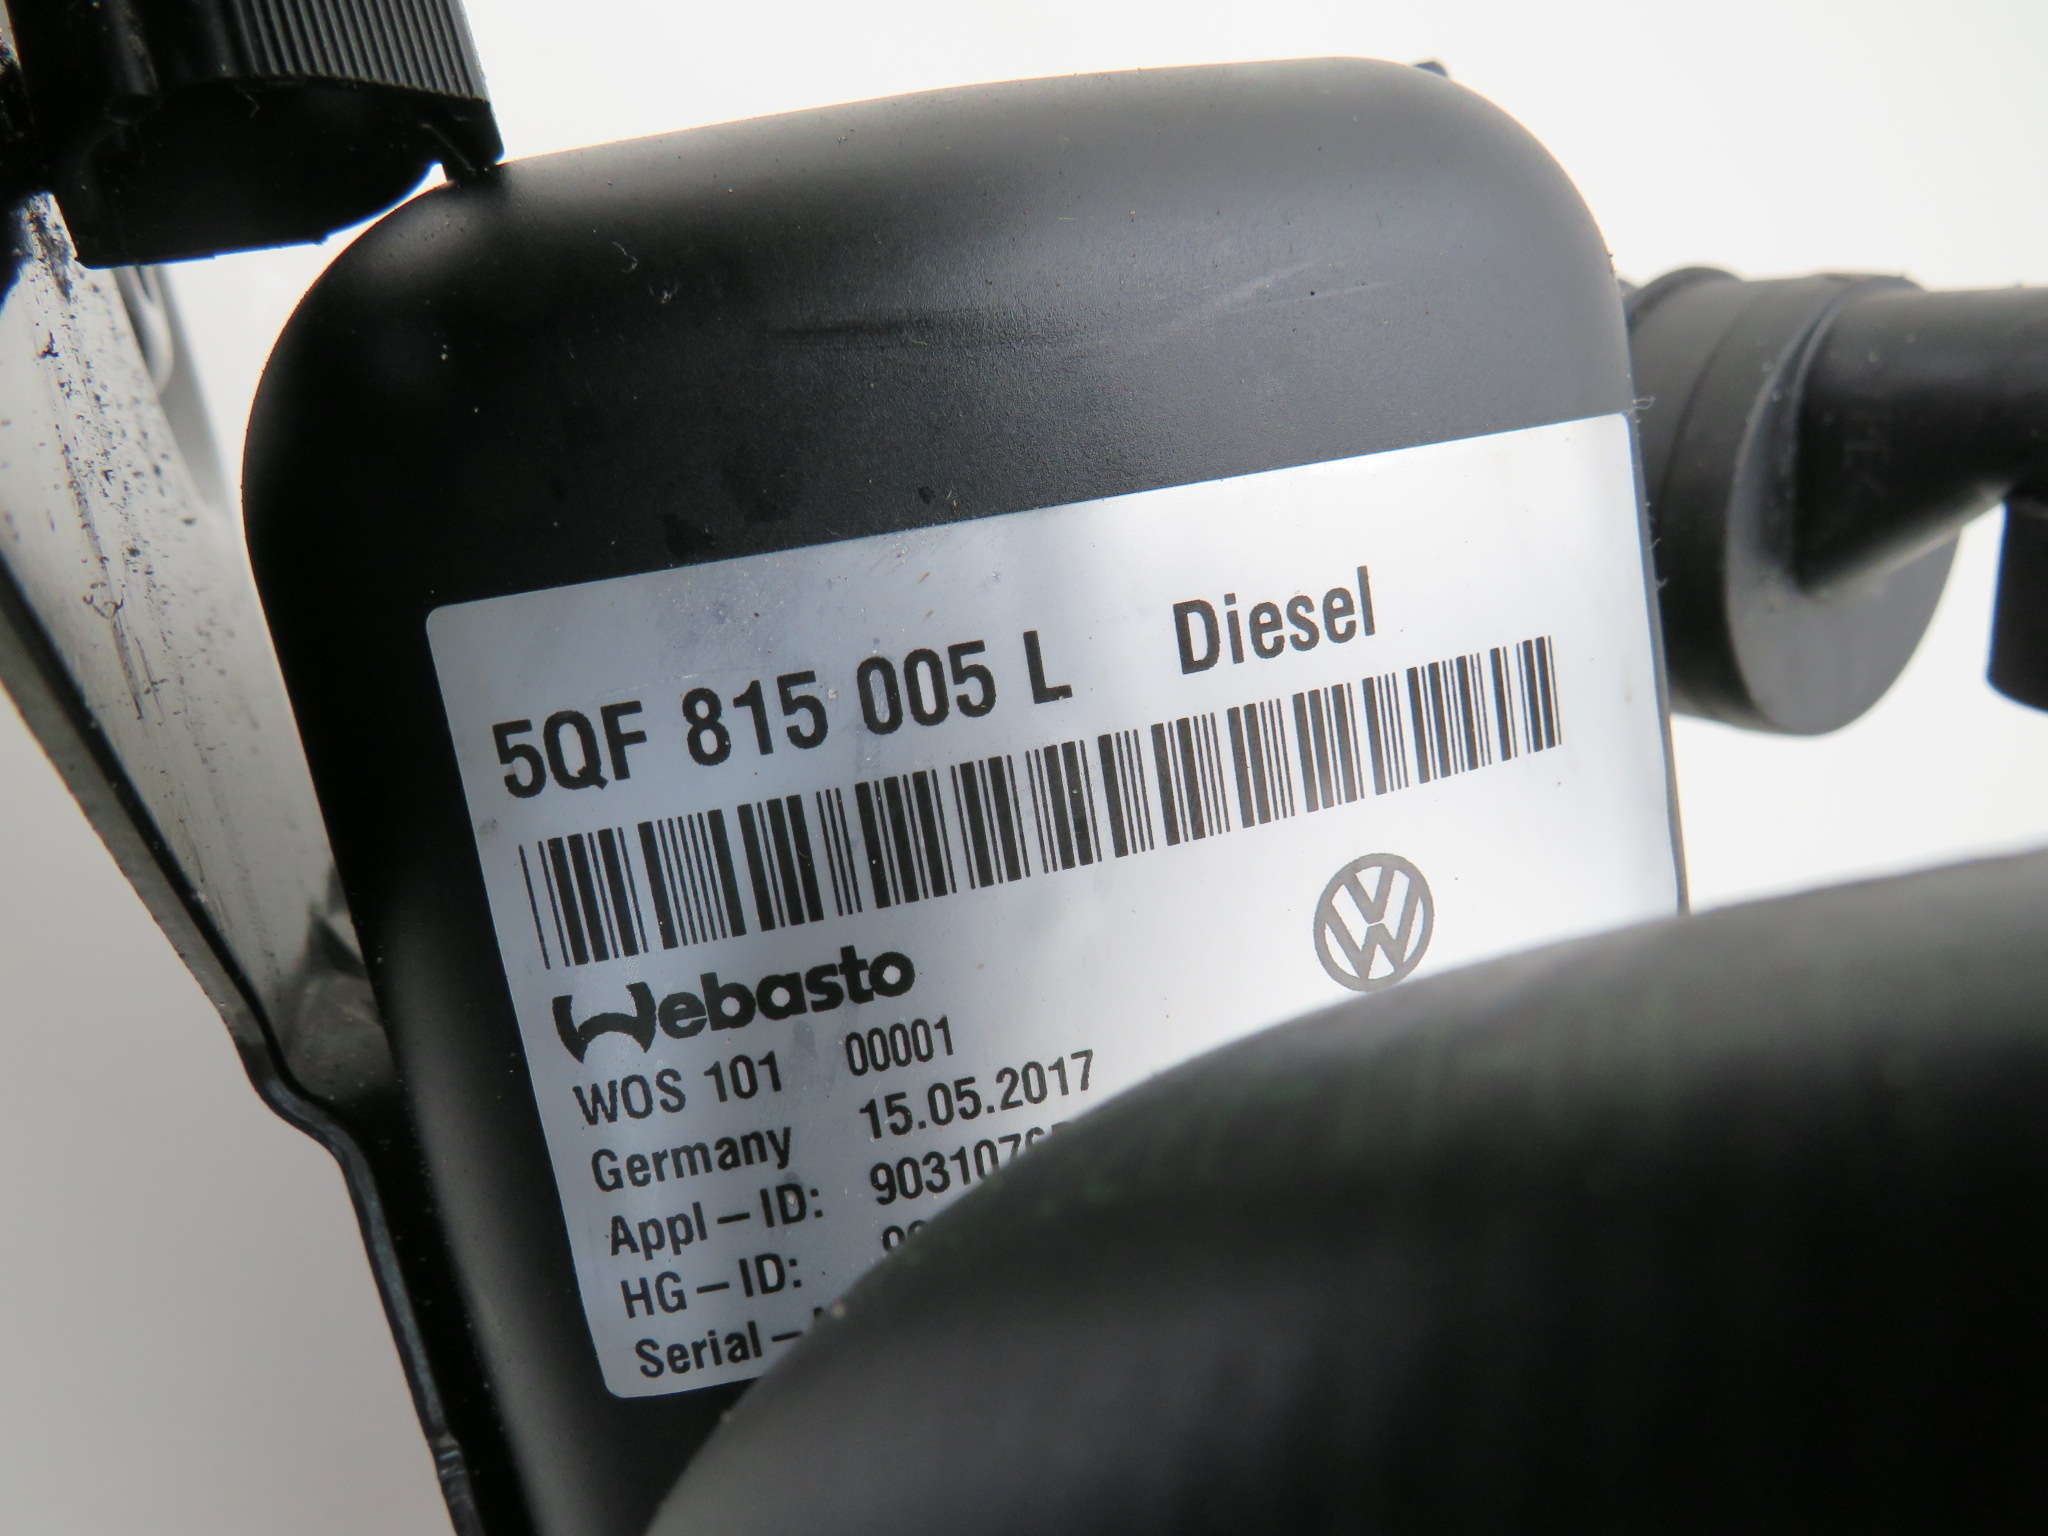 5QF 815 005 L Diesel
Webasto
WOS 101 00001
Germany 15.05.2017
Appl-ID:
HG-ID:
Serial-